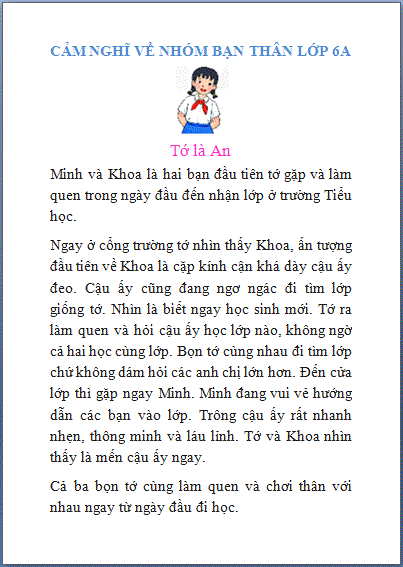 CẢM NGHĨ VỀ NHÓM BẠN THÂN LỚP 6A
Tớ là An
Minh và Khoa là hai bạn đầu tiên tớ gặp và làm
quen trong ngày đầu đến nhận lớp ở trường Tiểu
học.
Ngay ở cổng trường tớ nhìn thấy Khoa, ấn tượng
đầu tiên về Khoa là cặp kính cận khá dày cậu ấy
đeo. Cậu ấy cũng đang ngơ ngác đi tìm lớp
giống tớ. Nhìn là biết ngay học sinh mới. Tớ ra
làm quen và hỏi cậu ấy học lớp nào, không ngờ
cả hai học cùng lớp. Bọn tớ cùng nhau đi tìm lớp
chứ không dám hỏi các anh chị lớn hơn. Đến cửa
lớp thì gặp ngay Minh. Minh đang vui vẻ hướng
dẫn các bạn vào lớp. Trông cậu ấy rất nhanh
nhẹn, thông minh và láu lỉnh. Tớ và Khoa nhìn
thấy là mến cậu ấy ngay.
Cả ba bọn tớ cùng làm quen và chơi thân với
nhau ngay từ ngày đầu đi học.